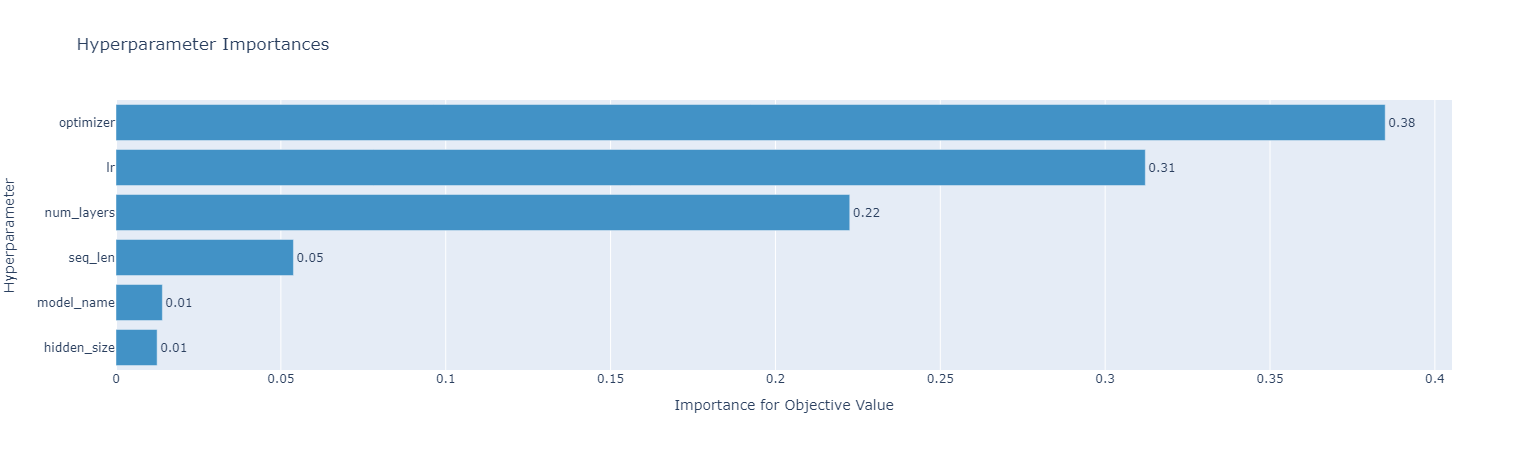 Hyperparameter Importances
Hyperparameter
optimizer 0.38
lr 0.31
num_layers 0.22
seq_len 0.05
model_name 0.01
hidden_size 0.01
0 0.05 0.1 0.15 0.2 0.25 0.3 0.35 0.4
Importance for Objective Value